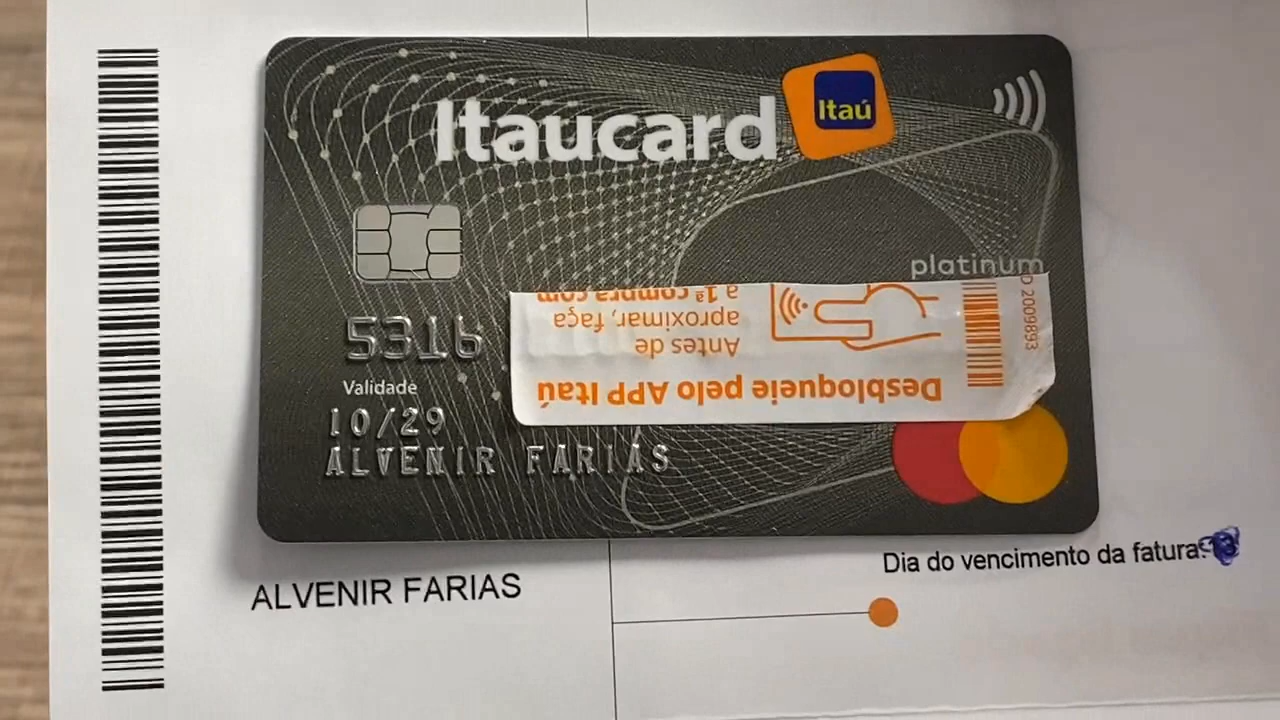 Itaucard
Itaú
platinum
5316
Validade
10/29
ALVENIR FARIAS
Desbloqueie pelo APP Itaú
Antes de
aproximar, faça
a 1ª compra com
2009893
ALVENIR FARIAS
Dia do vencimento da fatura: